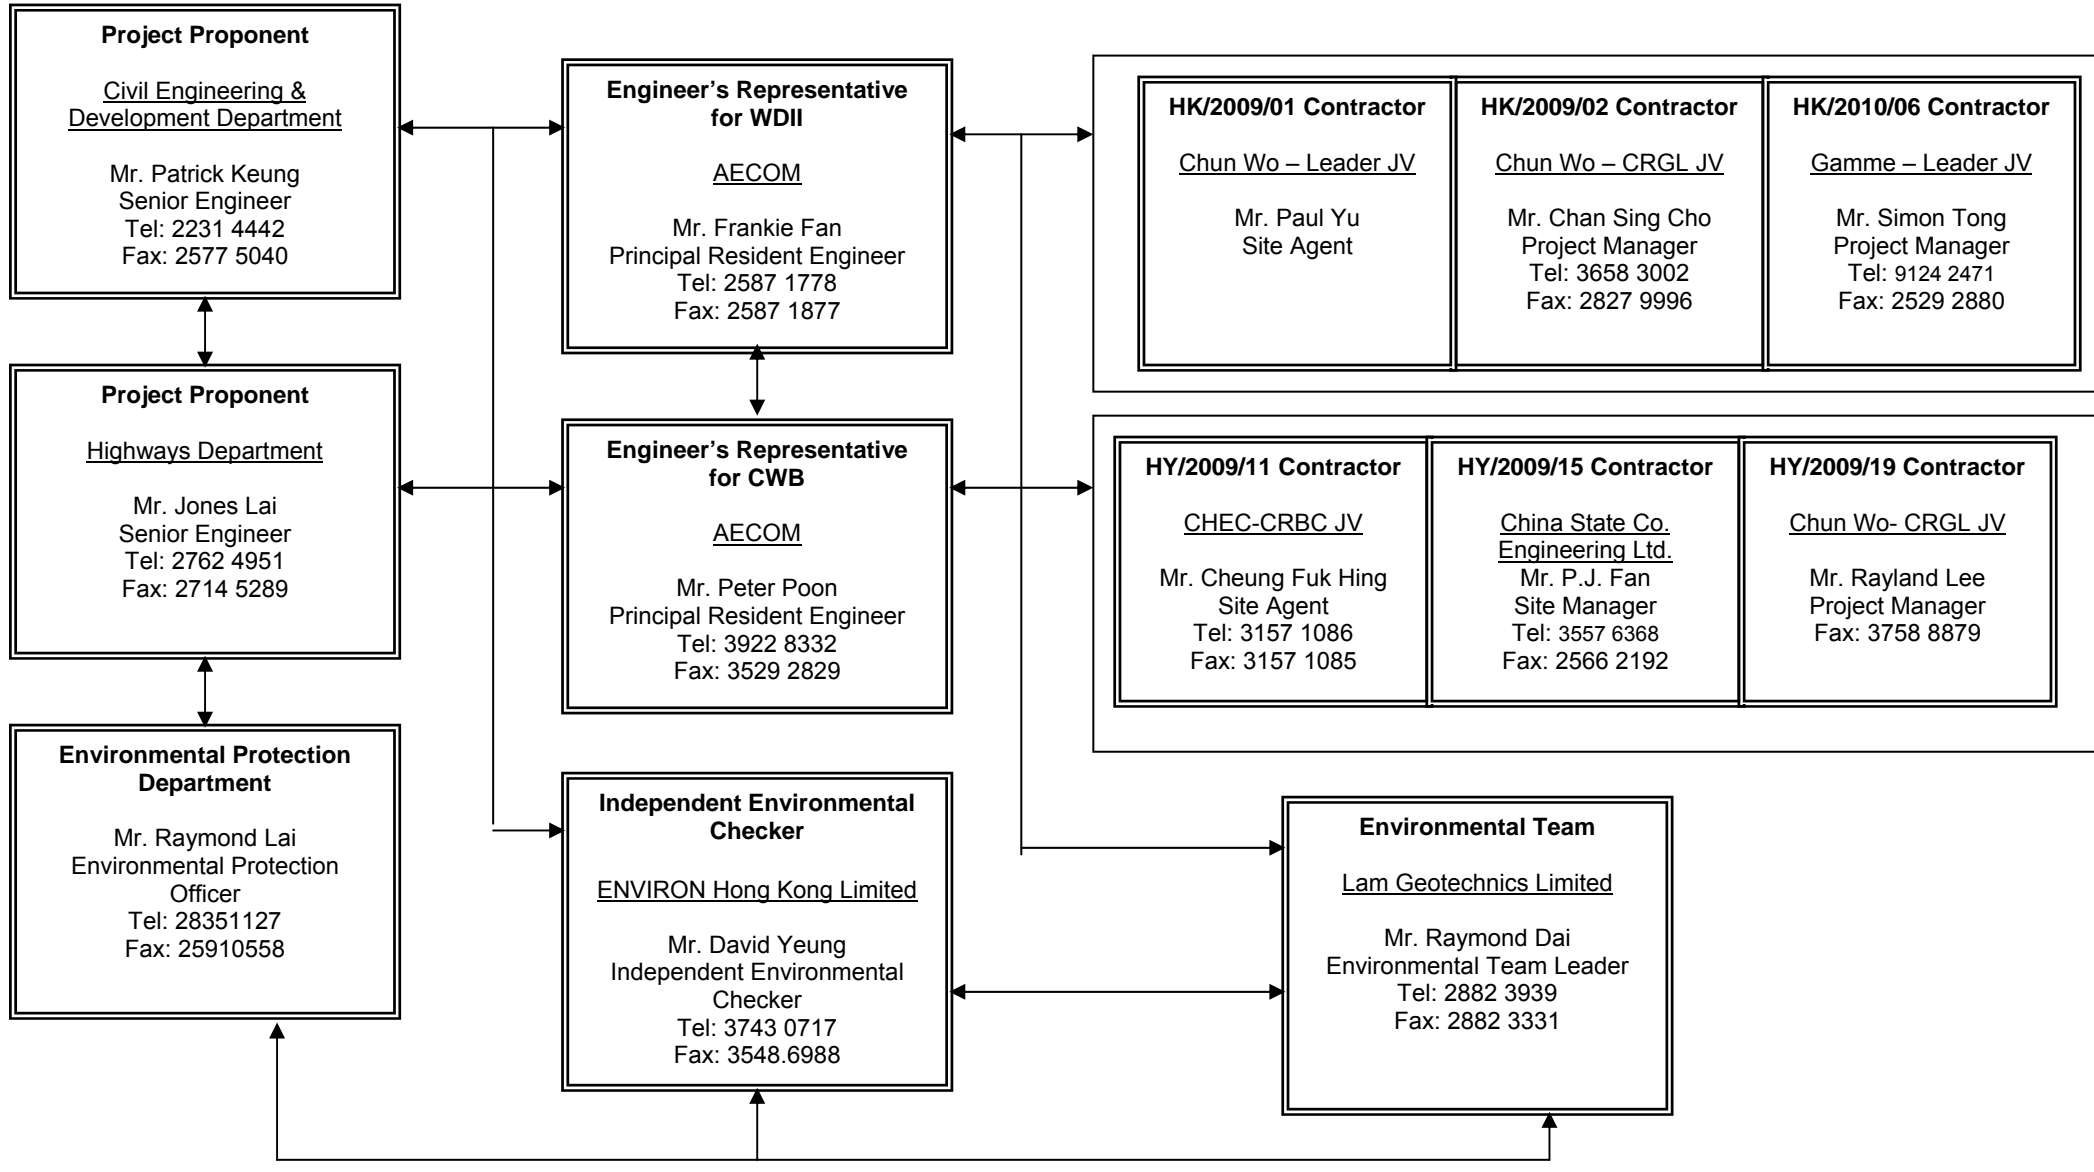 Project Proponent
Civil Engineering &
Development Department
Mr. Patrick Keung
Senior Engineer
Tel: 2231 4442
Fax: 2577 5040
Engineer’s Representative
for WDII
AECOM
Mr. Frankie Fan
Principal Resident Engineer
Tel: 2587 1778
Fax: 2587 1877
HK/2009/01 Contractor
Chun Wo – Leader JV
Mr. Paul Yu
Site Agent
HK/2009/02 Contractor
Chun Wo – CRGL JV
Mr. Chan Sing Cho
Project Manager
Tel: 3658 3002
Fax: 2827 9996
HK/2010/06 Contractor
Gamme – Leader JV
Mr. Simon Tong
Project Manager
Tel: 9124 2471
Fax: 2529 2880
Project Proponent
Highways Department
Mr. Jones Lai
Senior Engineer
Tel: 2762 4951
Fax: 2714 5289
Engineer’s Representative
for CWB
AECOM
Mr. Peter Poon
Principal Resident Engineer
Tel: 3922 8332
Fax: 3529 2829
HY/2009/11 Contractor
CHEC-CRBC JV
Mr. Cheung Fuk Hing
Site Agent
Tel: 3157 1086
Fax: 3157 1085
HY/2009/15 Contractor
China State Co.
Engineering Ltd.
Mr. P.J. Fan
Site Manager
Tel: 3557 6368
Fax: 2566 2192
HY/2009/19 Contractor
Chun Wo- CRGL JV
Mr. Rayland Lee
Project Manager
Fax: 3758 8879
Environmental Protection
Department
Mr. Raymond Lai
Environmental Protection
Officer
Tel: 28351127
Fax: 25910558
Independent Environmental
Checker
ENVIRON Hong Kong Limited
Mr. David Yeung
Independent Environmental
Checker
Tel: 3743 0717
Fax: 3548.6988
Environmental Team
Lam Geotechnics Limited
Mr. Raymond Dai
Environmental Team Leader
Tel: 2882 3939
Fax: 2882 3331